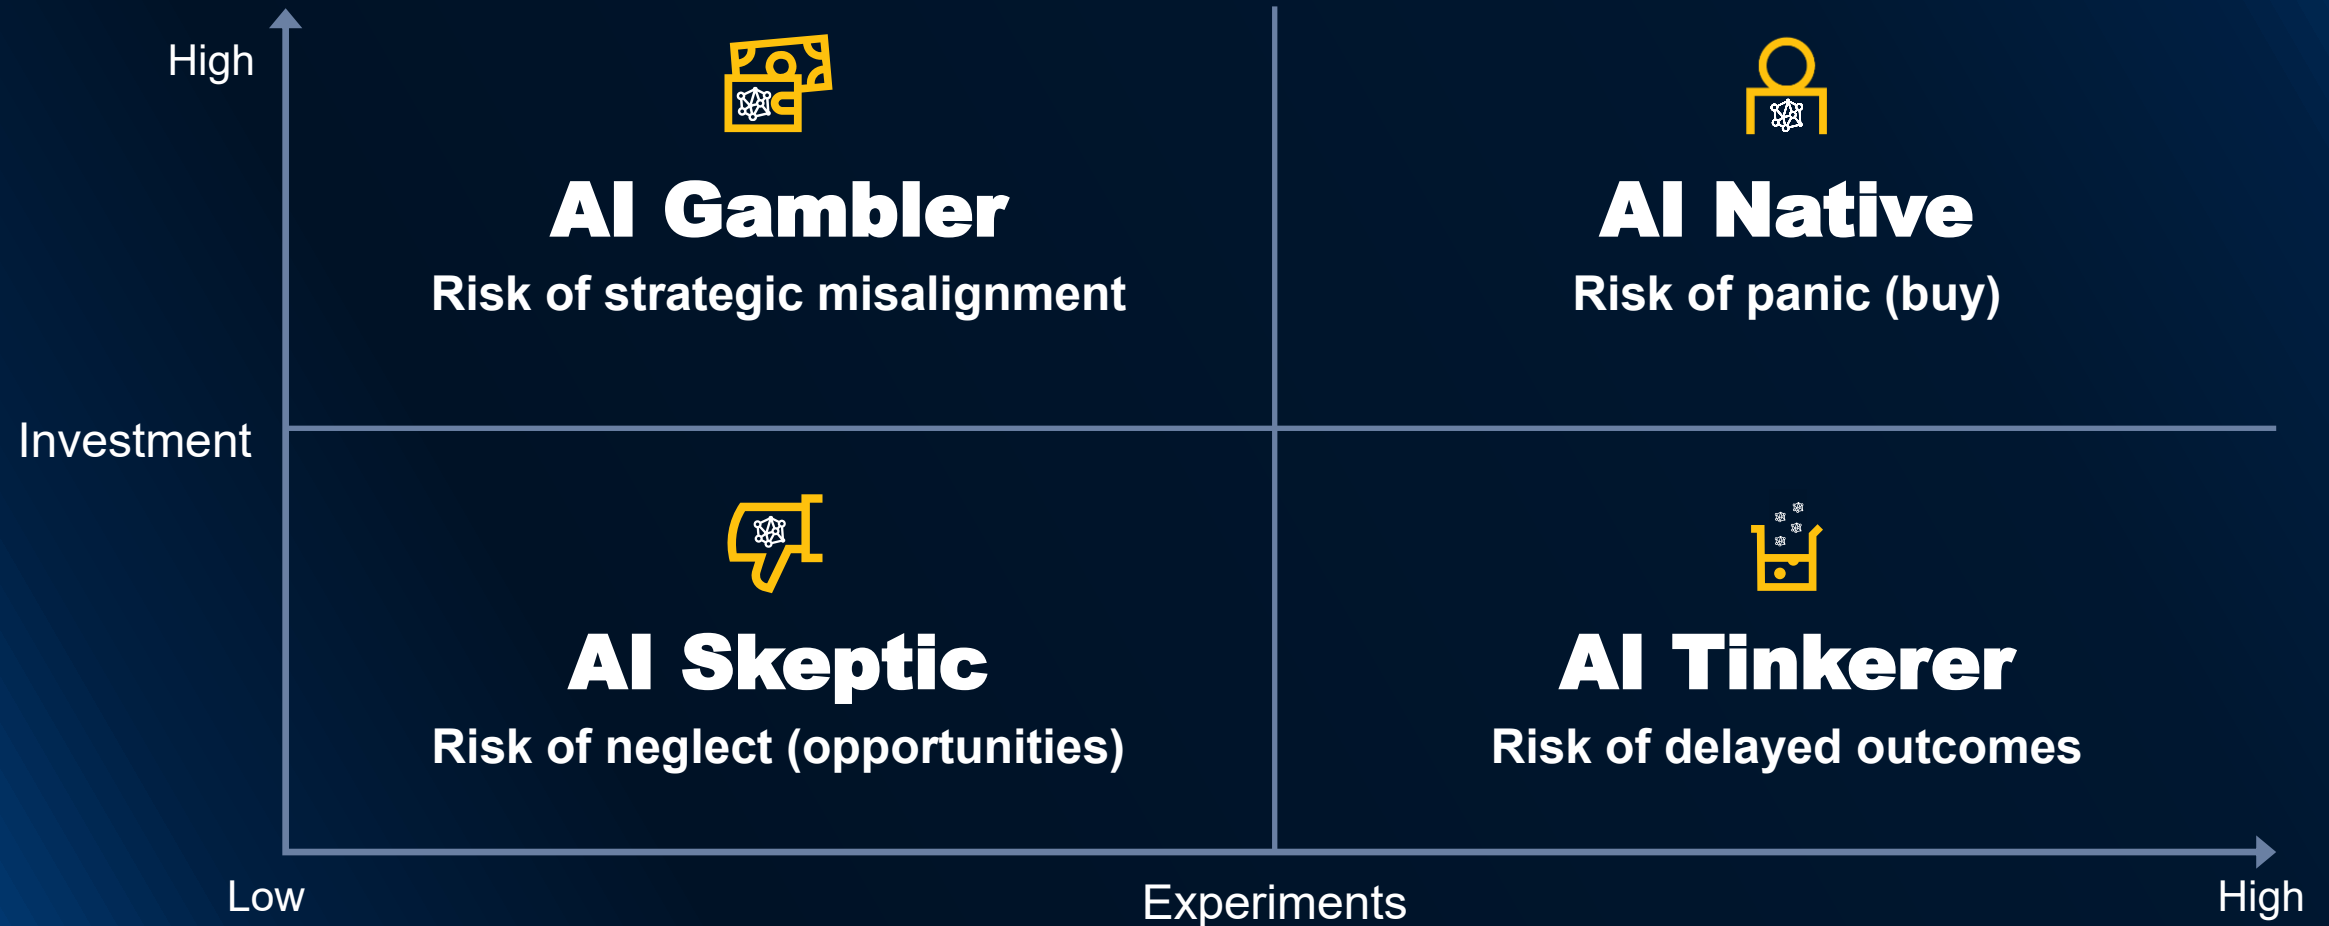 High
AI Gambler
Risk of strategic misalignment
AI Native
Risk of panic (buy)
Investment
AI Skeptic
Risk of neglect (opportunities)
AI Tinkerer
Risk of delayed outcomes
Low
Experiments
High